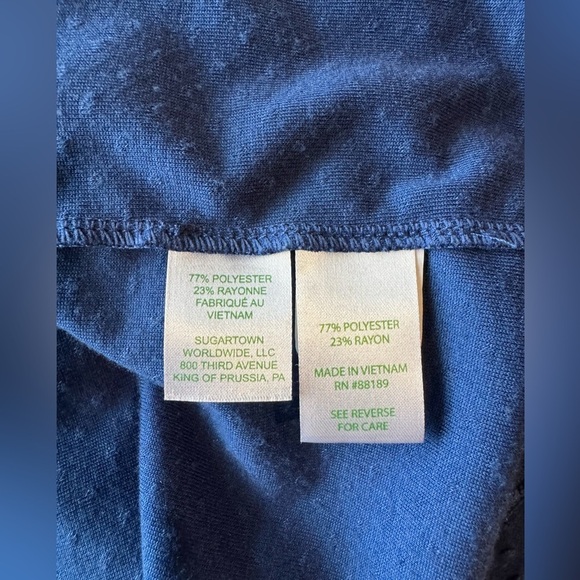 77% POLYESTER
23% RAYONNE
FABRIQUÉ AU
VIETNAM
SUGARTOWN
WORLDWIDE, LLC
800 THIRD AVENUE
KING OF PRUSSIA, PA
77% POLYESTER
23% RAYON
MADE IN VIETNAM
RN #88189
SEE REVERSE
FOR CARE